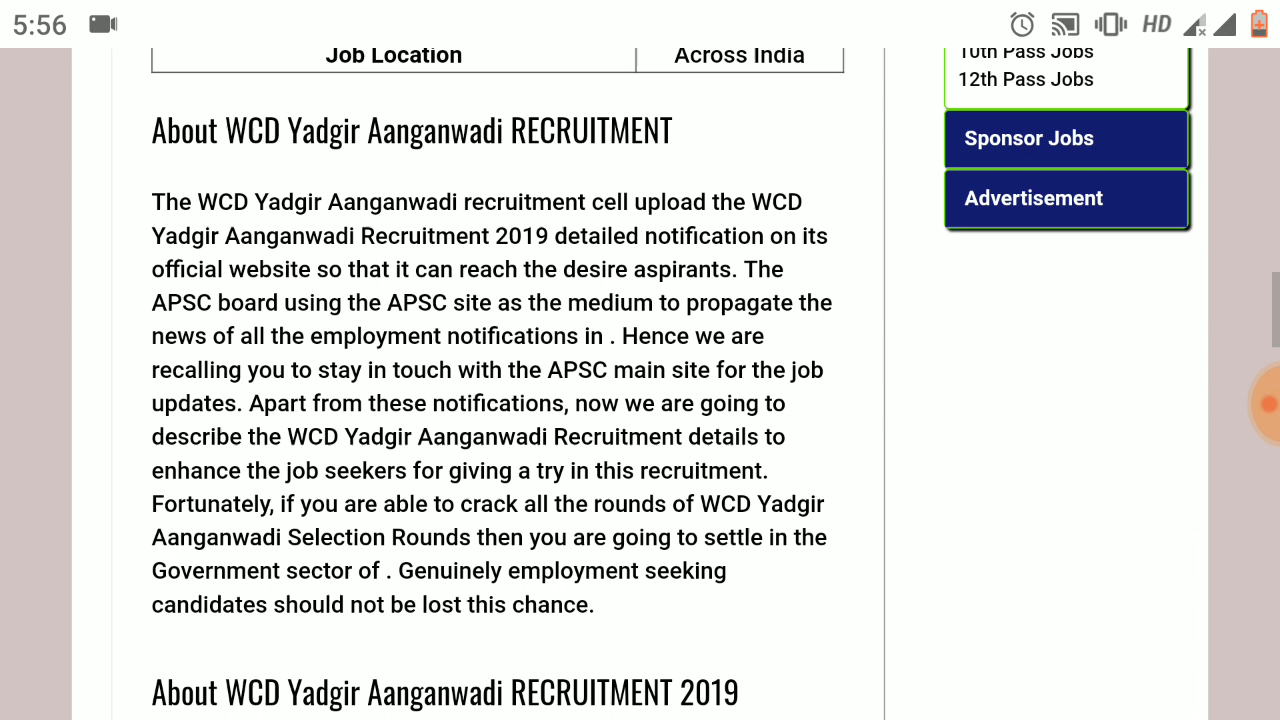 5:56
HD
Job Location Across India
10th Pass Jobs
12th Pass Jobs
Sponsor Jobs
Advertisement
About WCD Yadgir Aanganwadi RECRUITMENT
The WCD Yadgir Aanganwadi recruitment cell upload the WCD
Yadgir Aanganwadi Recruitment 2019 detailed notification on its
official website so that it can reach the desire aspirants. The
APSC board using the APSC site as the medium to propagate the
news of all the employment notifications in . Hence we are
recalling you to stay in touch with the APSC main site for the job
updates. Apart from these notifications, now we are going to
describe the WCD Yadgir Aanganwadi Recruitment details to
enhance the job seekers for giving a try in this recruitment.
Fortunately, if you are able to crack all the rounds of WCD Yadgir
Aanganwadi Selection Rounds then you are going to settle in the
Government sector of . Genuinely employment seeking
candidates should not be lost this chance.
About WCD Yadgir Aanganwadi RECRUITMENT 2019